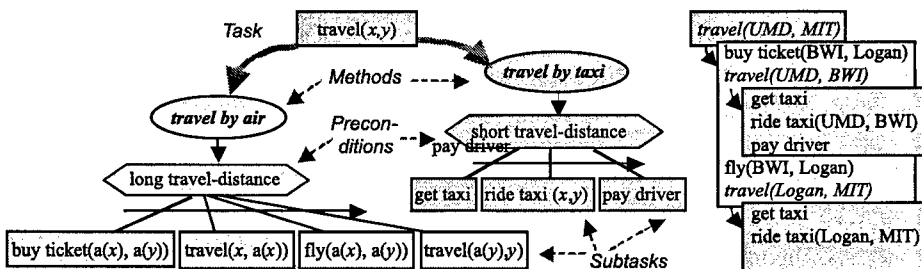 Task
travel(x,y)
Methods
travel by taxi
travel by air
Precon-
ditions
short travel-distance
pay driver
long travel-distance
get taxi
ride taxi (x,y)
pay driver
buy ticket(a(x), a(y))
travel(x, a(x))
fly(a(x), a(y))
travel(a(y),y)
Subtasks
travel(UMD, MIT)
buy ticket(BWI, Logan)
travel(UMD, BWI)
get taxi
ride taxi(UMD, BWI)
pay driver
fly(BWI, Logan)
travel(Logan, MIT)
get taxi
ride taxi(Logan, MIT)